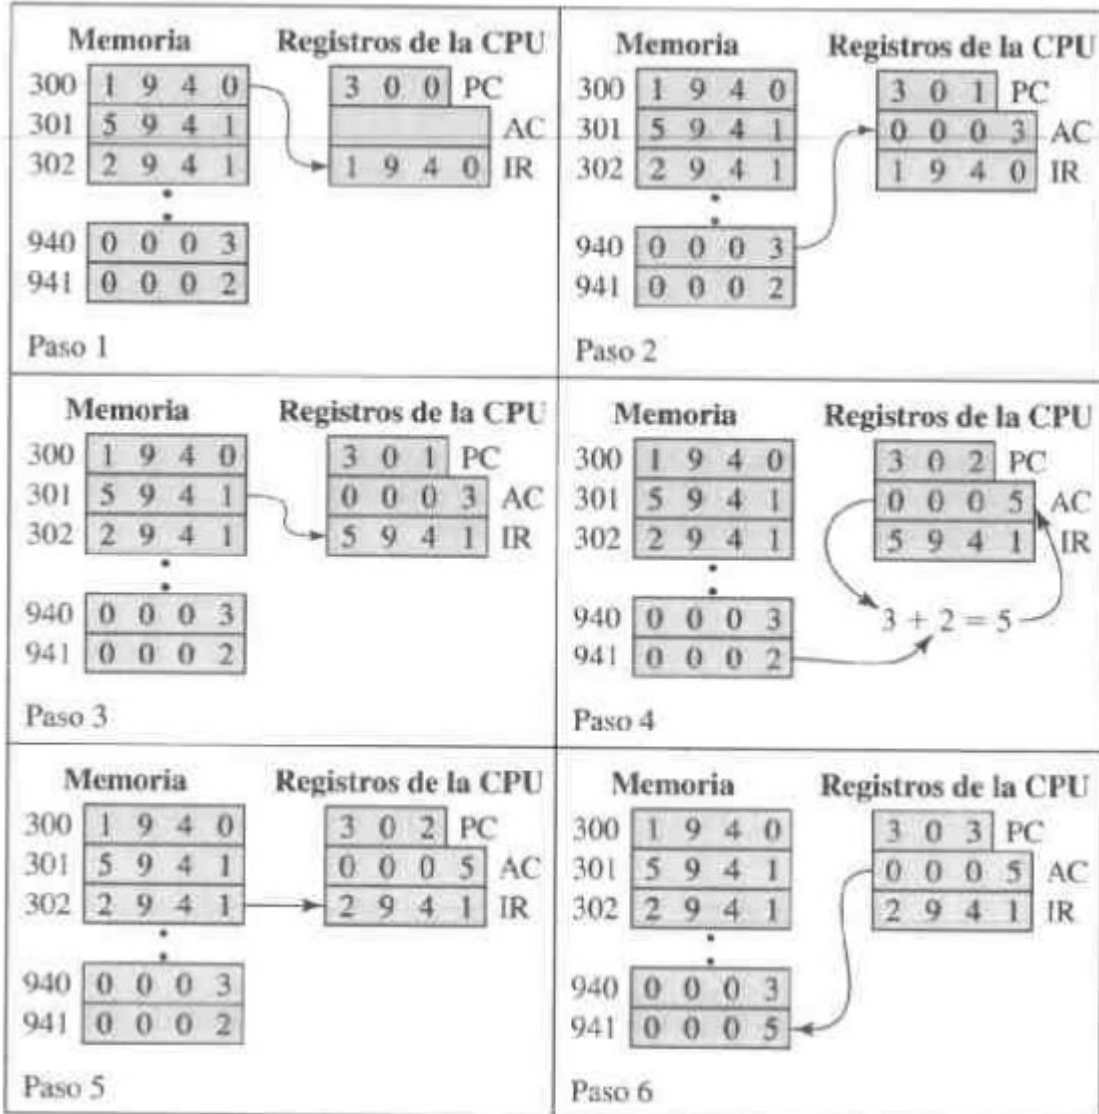 Memoria Registros de la CPU
300 1 9 4 0 3 0 0 PC
301 5 9 4 1 AC
302 2 9 4 1 1 9 4 0 IR
940 0 0 0 3
941 0 0 0 2
Paso 1
Memoria Registros de la CPU
300 1 9 4 0 3 0 1 PC
301 5 9 4 1 0 0 0 3 AC
302 2 9 4 1 1 9 4 0 IR
940 0 0 0 3
941 0 0 0 2
Paso 2
Memoria Registros de la CPU
300 1 9 4 0 3 0 1 PC
301 5 9 4 1 0 0 0 3 AC
302 2 9 4 1 5 9 4 1 IR
940 0 0 0 3
941 0 0 0 2
Paso 3
Memoria Registros de la CPU
300 1 9 4 0 3 0 2 PC
301 5 9 4 1 0 0 0 5 AC
302 2 9 4 1 5 9 4 1 IR
940 0 0 0 3 3 + 2 = 5
941 0 0 0 2
Paso 4
Memoria Registros de la CPU
300 1 9 4 0 3 0 2 PC
301 5 9 4 1 0 0 0 5 AC
302 2 9 4 1 2 9 4 1 IR
940 0 0 0 3
941 0 0 0 2
Paso 5
Memoria Registros de la CPU
300 1 9 4 0 3 0 3 PC
301 5 9 4 1 0 0 0 5 AC
302 2 9 4 1 2 9 4 1 IR
940 0 0 0 3
941 0 0 0 5
Paso 6